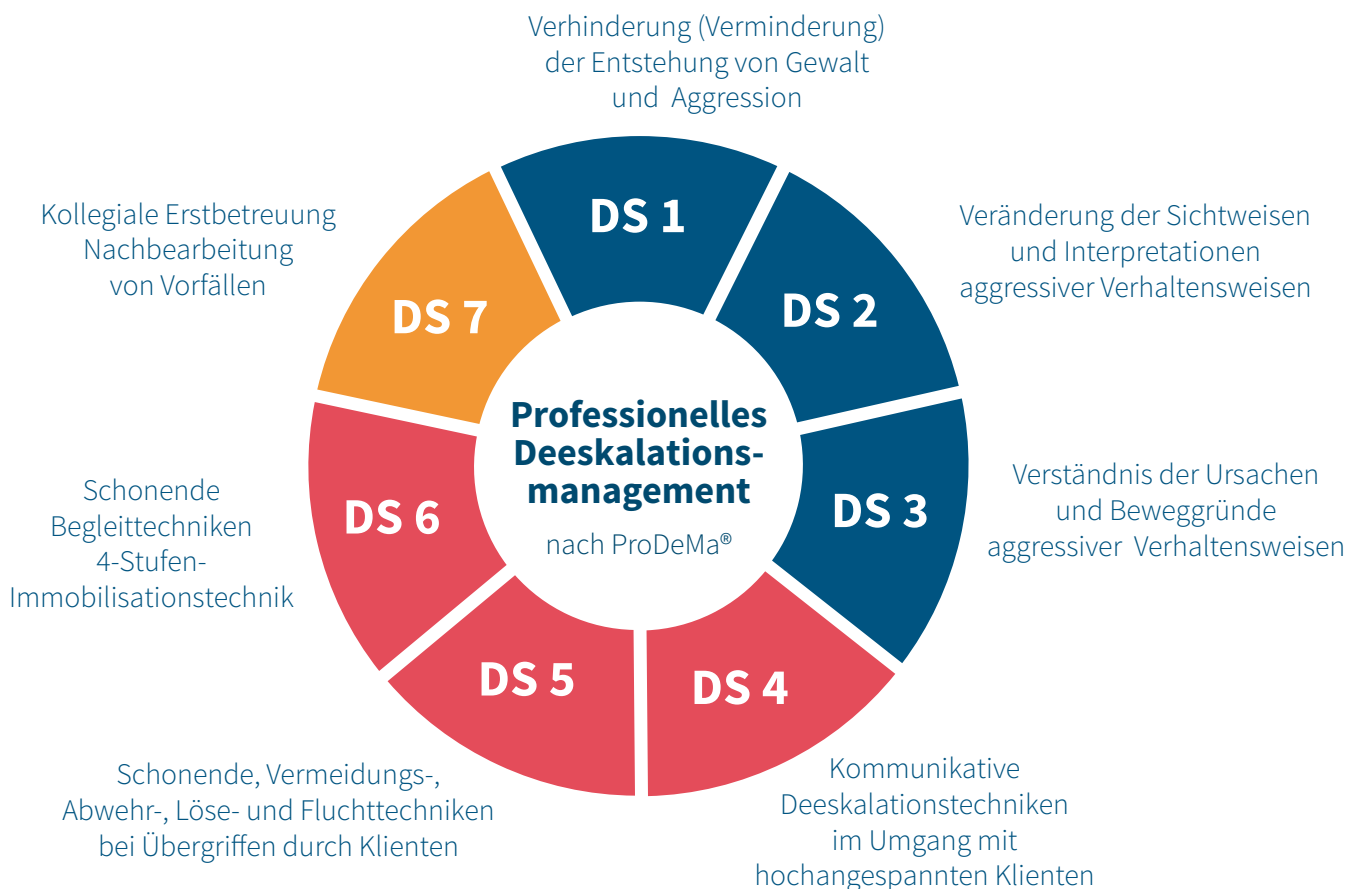 Verhinderung (Verminderung)
der Entstehung von Gewalt
und Aggression
DS 1
Veränderung der Sichtweisen
und Interpretationen
aggressiver Verhaltensweisen
DS 2
Verständnis der Ursachen
und Beweggründe
aggressiver Verhaltensweisen
DS 3
Kommunikative
Deeskalationstechniken
im Umgang mit
hochangespannten Klienten
DS 4
Schonende, Vermeidungs-,
Abwehr-, Löse- und Fluchttechniken
bei Übergriffen durch Klienten
DS 5
Schonende
Begleittechniken
4-Stufen-
Immobilisationstechnik
DS 6
Kollegiale Erstbetreuung
Nachbearbeitung
von Vorfällen
DS 7
Professionelles
Deeskalations-
management
nach ProDeMa®